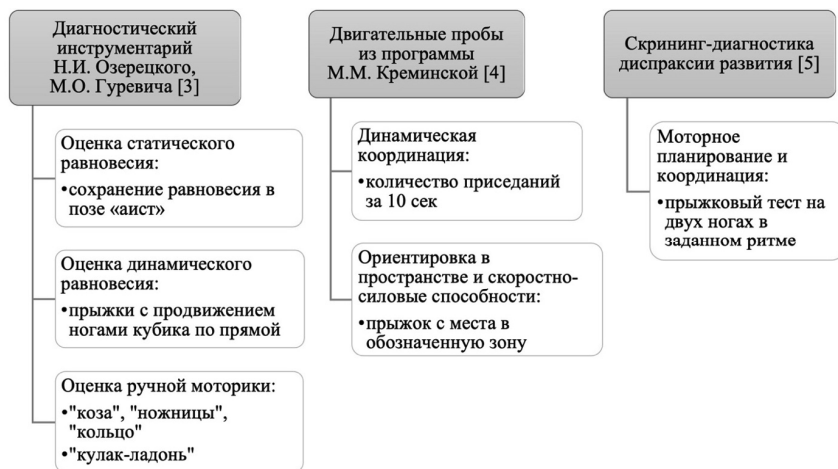 Диагностический
инструментарий
Н.И. Озерецкого,
М.О. Гуревича [3]
Оценка статического
равновесия:
•сохранение равновесия в
позе «аист»
Оценка динамического
равновесия:
•прыжки с продвижением
ногами кубика по прямой
Оценка ручной моторики:
•"коза", "ножницы",
"кольцо"
•"кулак-ладонь"
Двигательные пробы
из программы
М.М. Креминской [4]
Динамическая
координация:
•количество приседаний
за 10 сек
Ориентировка в
пространстве и скоростно-
силовые способности:
•прыжок с места в
обозначенную зону
Скрининг-диагностика
диспраксии развития [5]
Моторное
планирование и
координация:
•прыжковый тест на
двух ногах в
заданном ритме